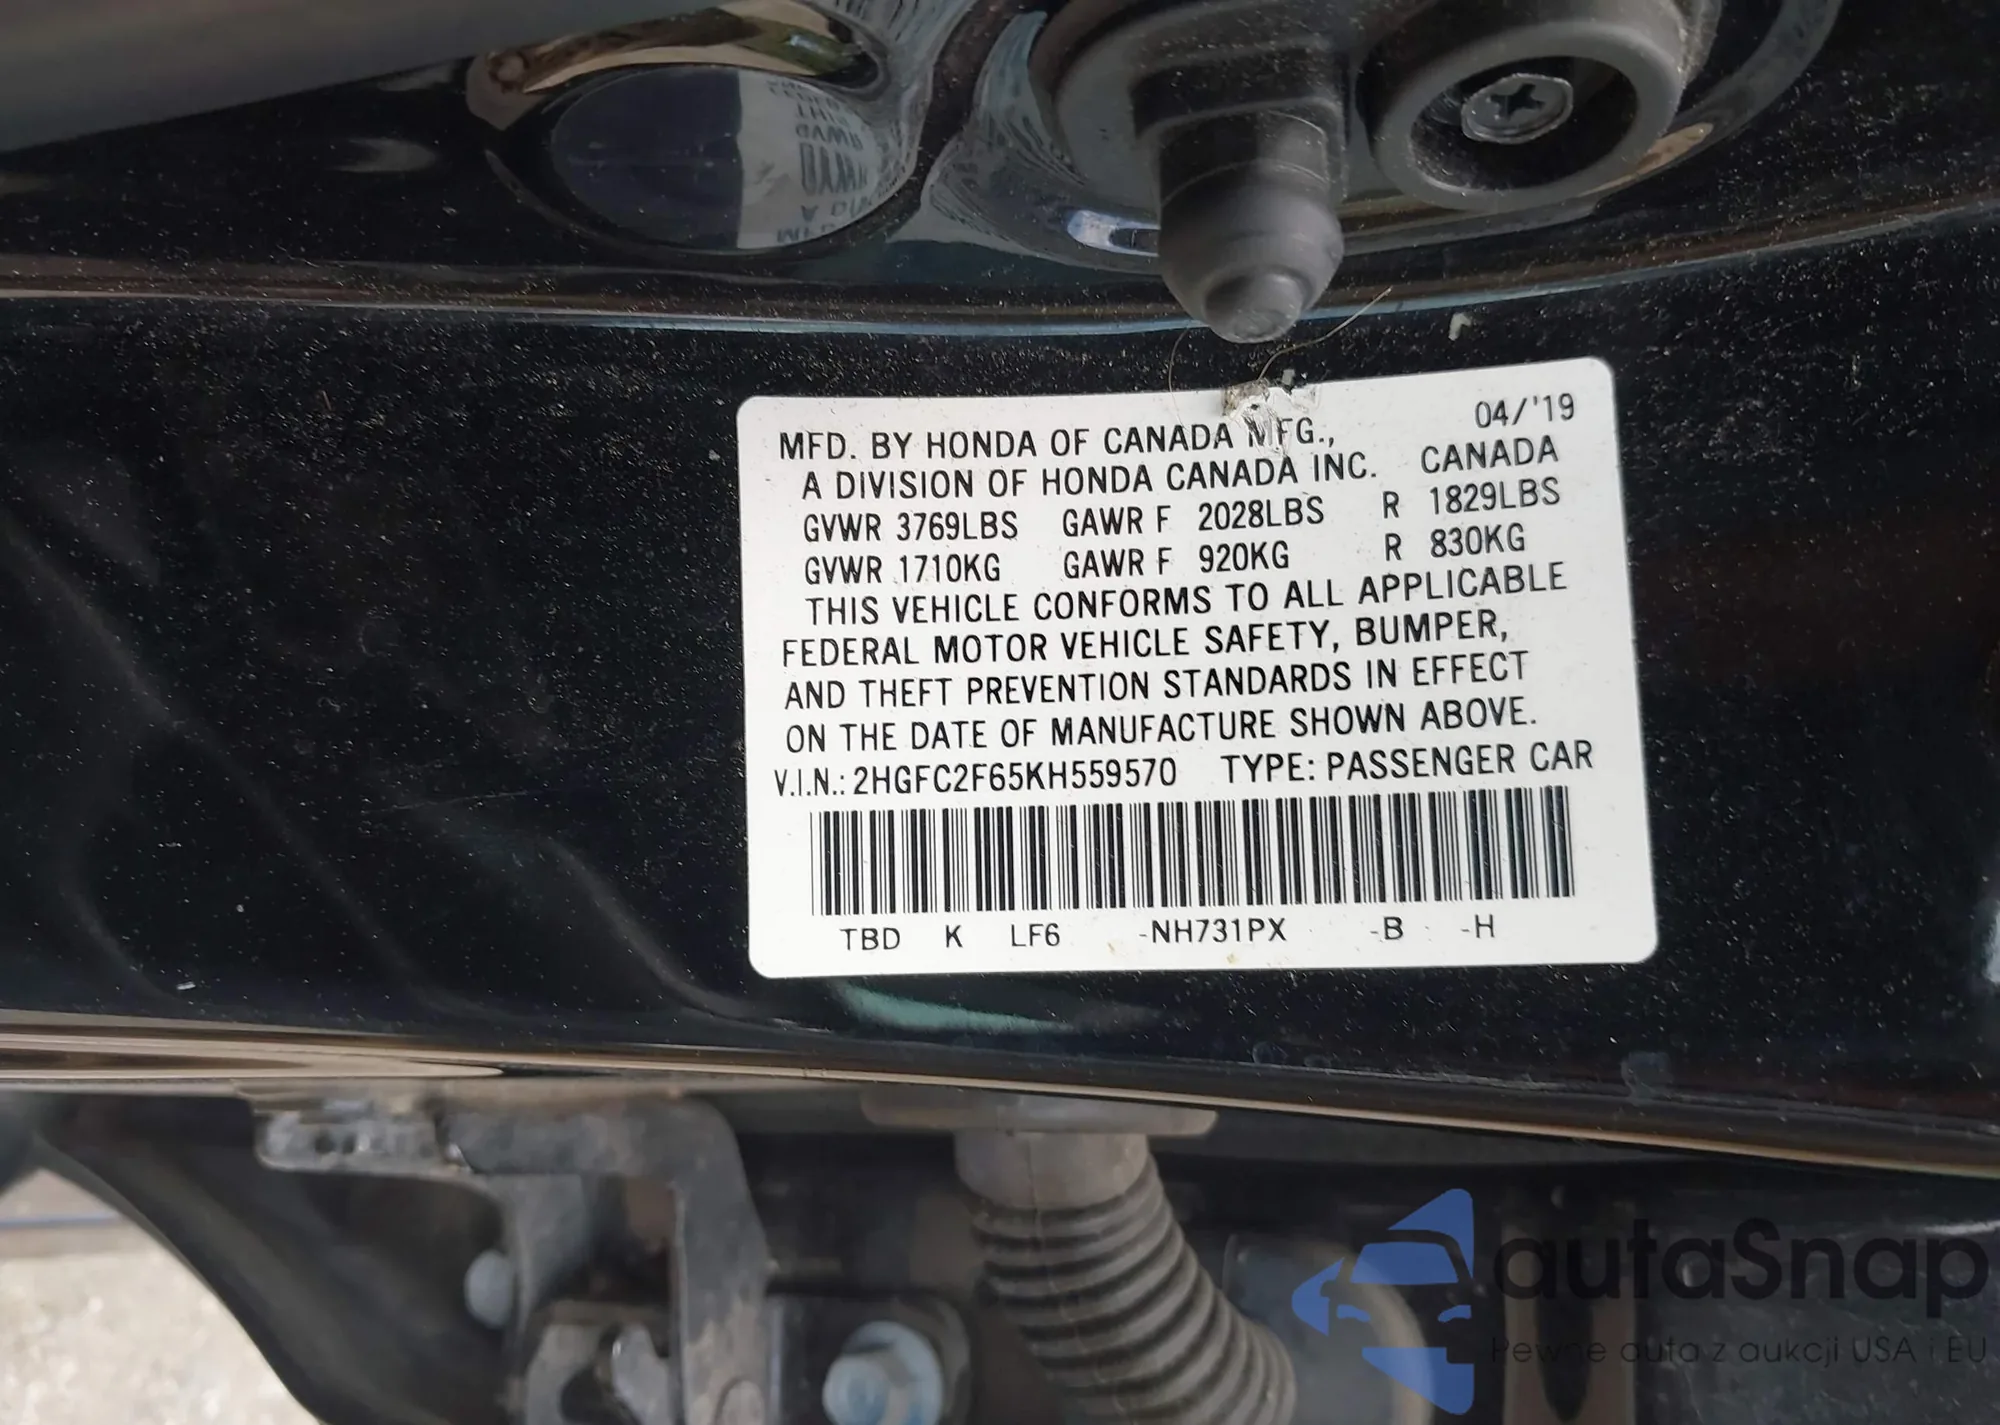 04/'19
MFD. BY HONDA OF CANADA MFG.,
A DIVISION OF HONDA CANADA INC. CANADA
GVWR 3769LBS GAWR F 2028LBS R 1829LBS
GVWR 1710KG GAWR F 920KG R 830KG
THIS VEHICLE CONFORMS TO ALL APPLICABLE
FEDERAL MOTOR VEHICLE SAFETY, BUMPER,
AND THEFT PREVENTION STANDARDS IN EFFECT
ON THE DATE OF MANUFACTURE SHOWN ABOVE.
V.I.N.: 2HGFC2F65KH559570 TYPE: PASSENGER CAR
TBD K LF6 -NH731PX -B -H
autaSnap
Pewne auta z aukcji USA i EU